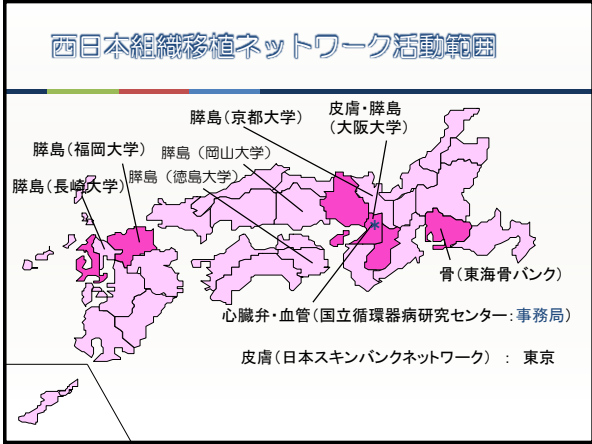 西日本組織移植ネットワーク活動範囲
膵島（京都大学）
皮膚・膵島
（大阪大学）
膵島（福岡大学）
膵島（岡山大学）
膵島（徳島大学）
膵島（長崎大学）
骨（東海骨バンク）
心臓弁・血管（国立循環器病研究センター：事務局）
皮膚（日本スキンバンクネットワーク）　：　東京
*